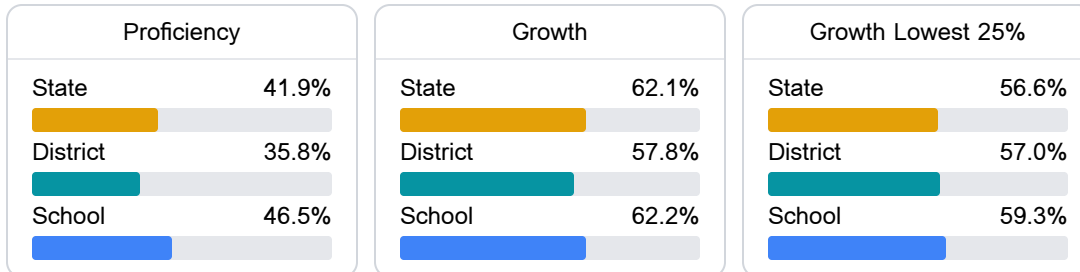 Proficiency
State 41.9%
District 35.8%
School 46.5%
Growth
State 62.1%
District 57.8%
School 62.2%
Growth Lowest 25%
State 56.6%
District 57.0%
School 59.3%